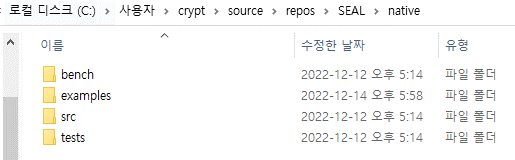 로컬 디스크 (C:) > 사용자 > crypt > source > repos > SEAL > native
이름 수정한 날짜 유형
bench 2022-12-12 오후 5:14 파일 폴더
examples 2022-12-14 오후 5:58 파일 폴더
src 2022-12-12 오후 5:14 파일 폴더
tests 2022-12-12 오후 5:14 파일 폴더